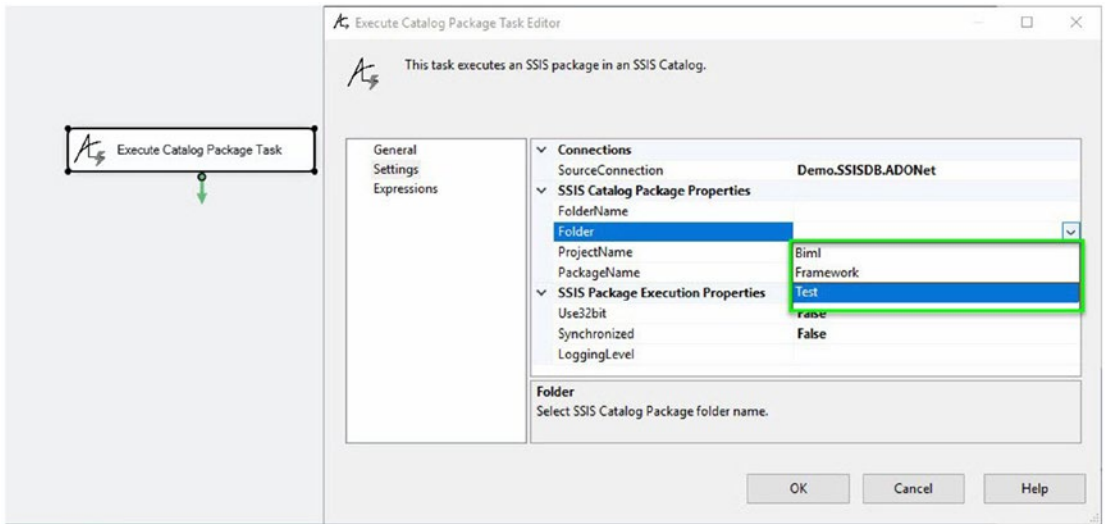 Execute Catalog Package Task Editor
This task executes an SSIS package in an SSIS Catalog.
Execute Catalog Package Task
General
Settings
Expressions
Connections
SourceConnection Demo.SSISDB.ADONet
SSIS Catalog Package Properties
FolderName
Folder
ProjectName
PackageName
Biml
Framework
Test
SSIS Package Execution Properties
Use32bit False
Synchronized False
LoggingLevel
Folder
Select SSIS Catalog Package folder name.
OK Cancel Help